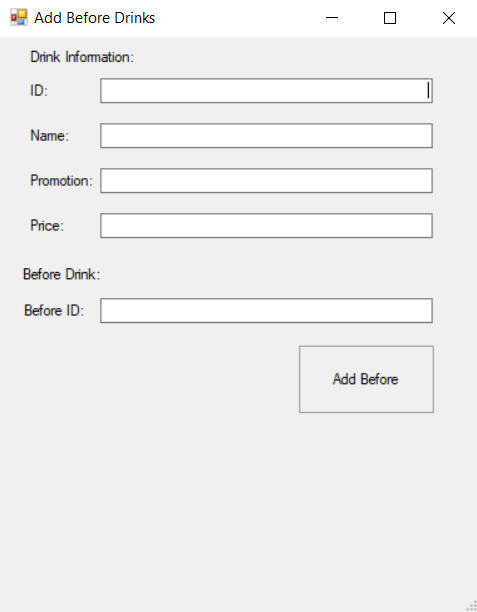 Add Before Drinks
Drink Information:
ID:
Name:
Promotion:
Price:
Before Drink:
Before ID:
Add Before